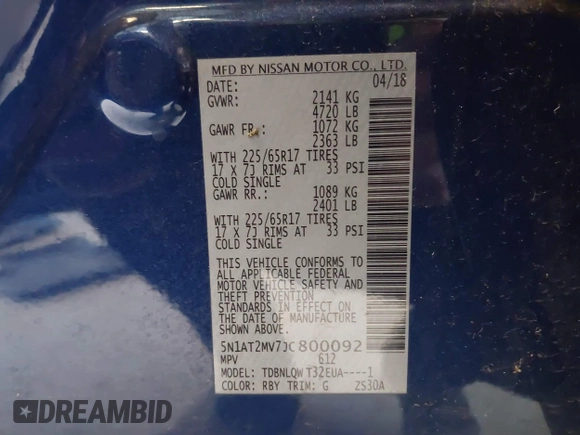 MFD BY NISSAN MOTOR CO., LTD.
DATE: 04/18
GVWR: 2141 KG
4720 LB
GAWR FR.: 1072 KG
2363 LB
WITH 225/65R17 TIRES
17 X 7J RIMS AT 33 PSI
COLD SINGLE
GAWR RR.: 1089 KG
2401 LB
WITH 225/65R17 TIRES
17 X 7J RIMS AT 33 PSI
COLD SINGLE
THIS VEHICLE CONFORMS TO
ALL APPLICABLE FEDERAL
MOTOR VEHICLE SAFETY AND
THEFT PREVENTION
STANDARDS IN EFFECT ON
THE DATE OF MANUFACTURE
SHOWN ABOVE.
5N1AT2MV7JC800092
MPV 612
MODEL: TDBNLQW T32EUA----1
COLOR: RBY TRIM: G ZS30A
DREAMBID
DREAMBID